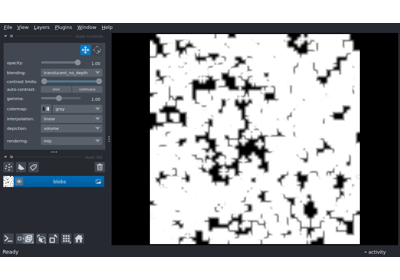 File View Layers Plugins Window Help
opacity: 1.00
blending: translucent_no_depth
contrast limits:
auto-contrast: once continuous
gamma: 1.00
colormap: gray
interpolation: linear
depiction: volume
rendering: mip
blobs
Ready
activity